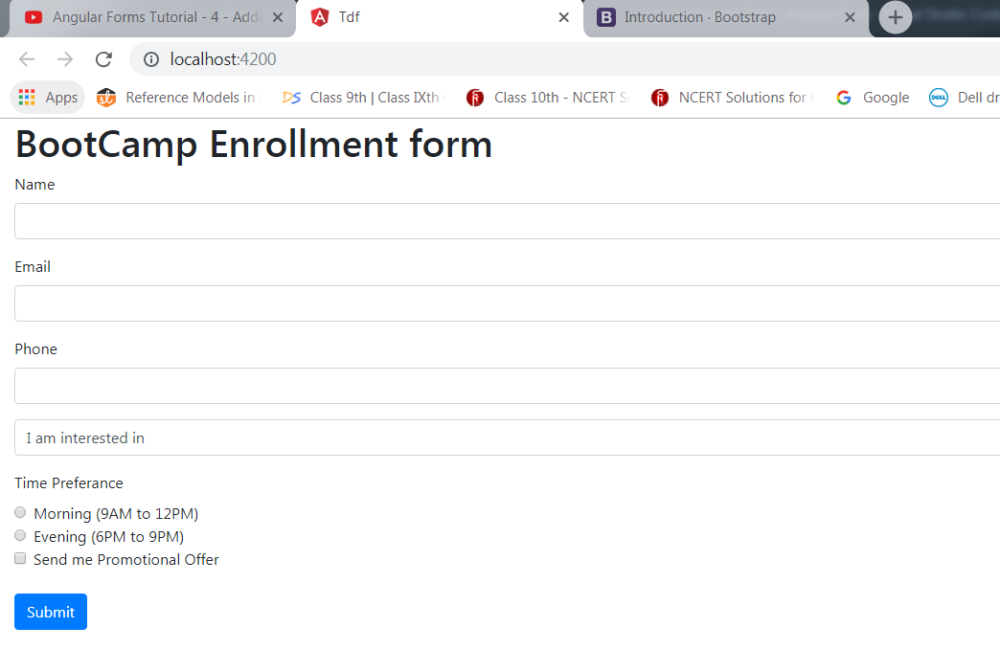 Angular Forms Tutorial - 4 - Addi
Tdf
B Introduction · Bootstrap
localhost:4200
Apps
Reference Models in
DS Class 9th | Class IXth
Class 10th - NCERT S
NCERT Solutions for
G Google
DELL Dell dr
BootCamp Enrollment form
Name
Email
Phone
I am interested in
Time Preferance
Morning (9AM to 12PM)
Evening (6PM to 9PM)
Send me Promotional Offer
Submit